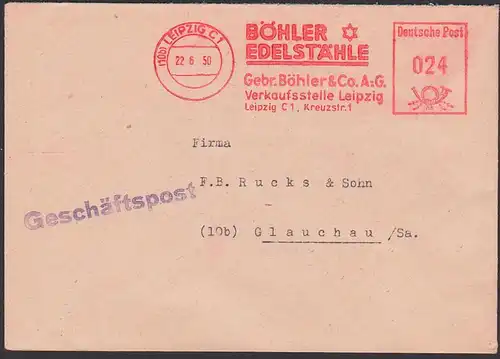 (10b) LEIPZIG C1
22 6 50
BÖHLER
EDELSTÄHLE
Gebr. Böhler & Co. A.-G.
Verkaufsstelle Leipzig
Leipzig C 1, Kreuzstr. 1
Deutsche Post
024
Firma
F.B. Rucks & Sohn
Geschäftspost
(10b) Glauchau /Sa.